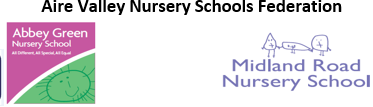 Aire Valley Nursery Schools Federation
Abbey Green
Nursery School
All Different, All Special, All Equal
Midland Road
Nursery School